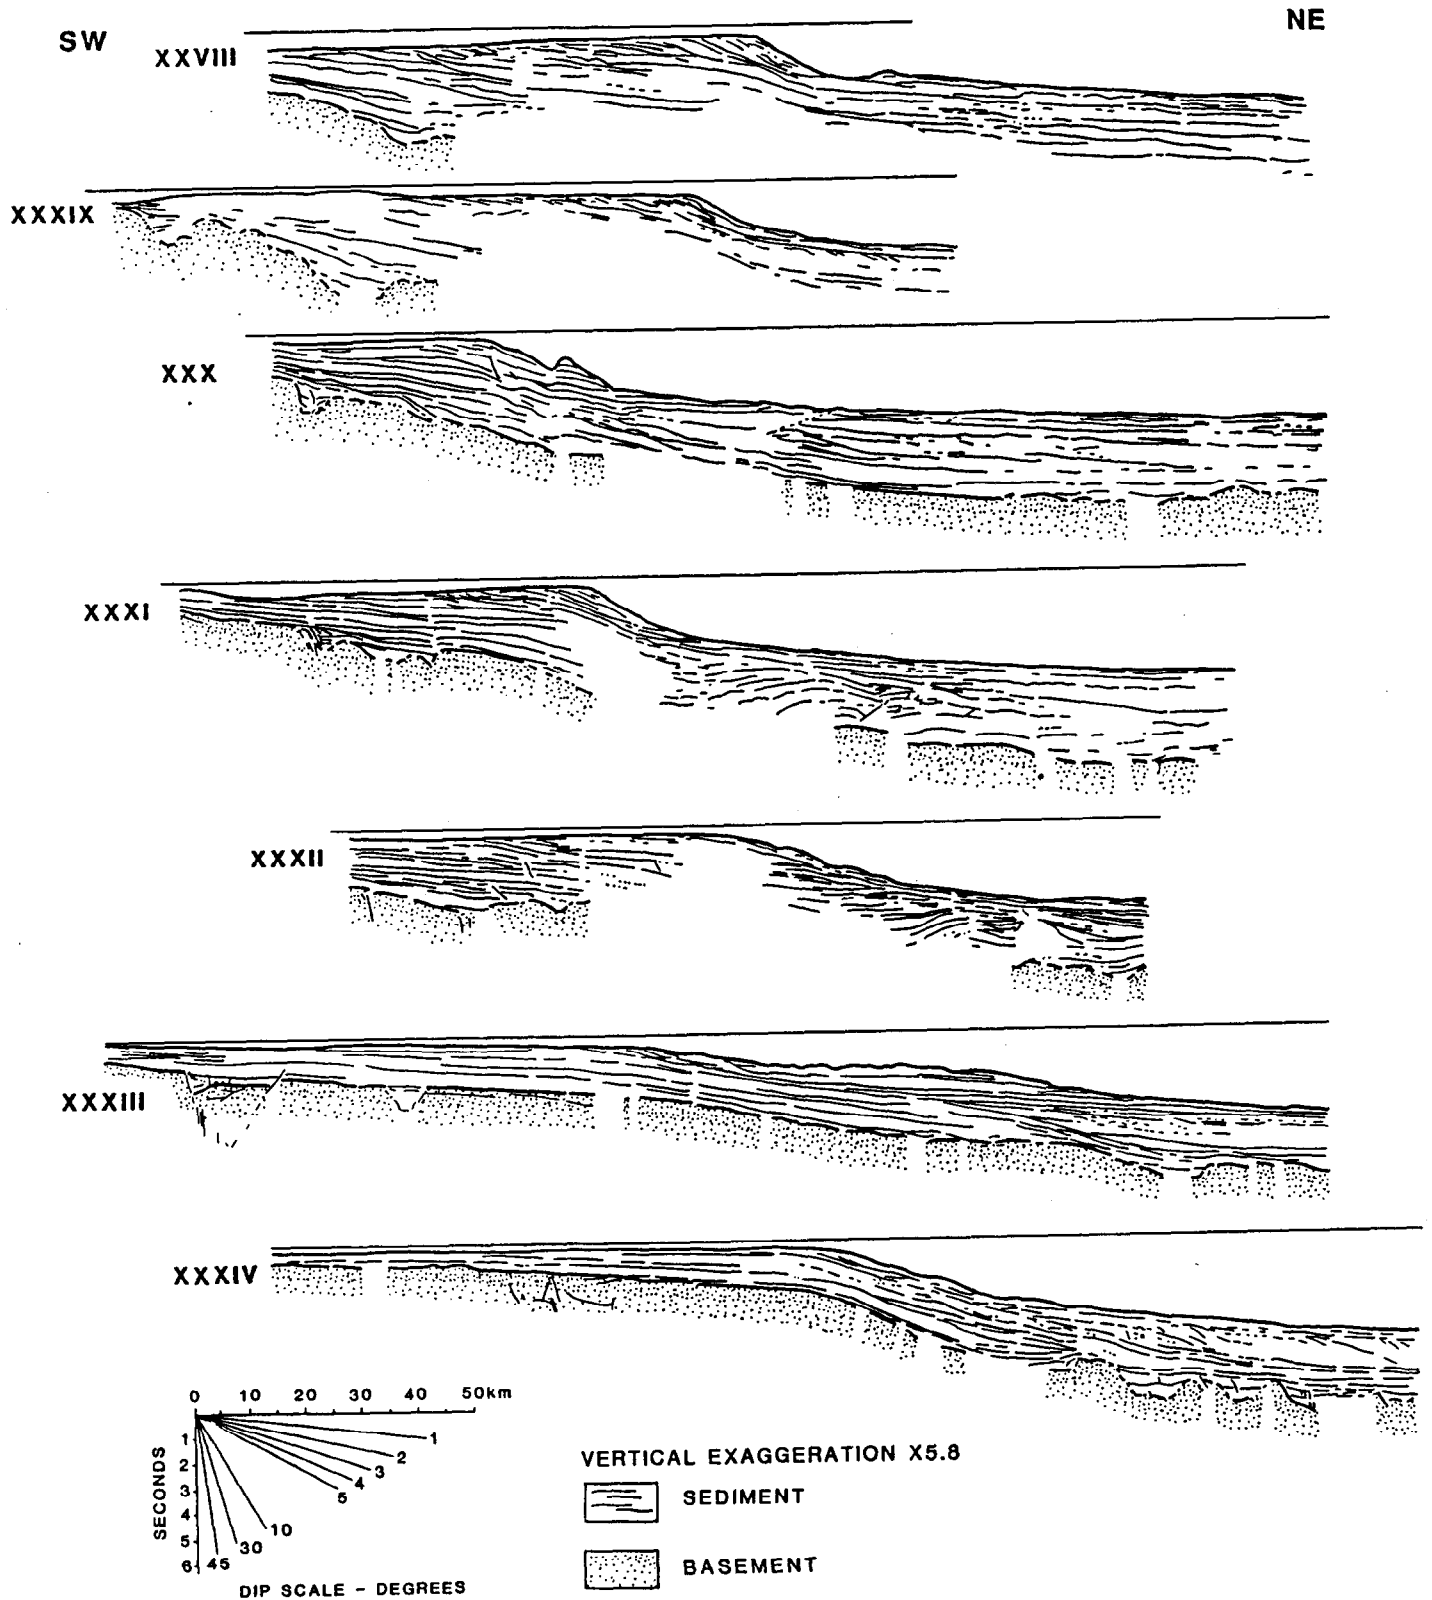 SW
NE
XXVIII
XXXIX
XXX
XXXI
XXXII
XXXIII
XXXIV
0 10 20 30 40 50km
SECONDS
1
2
3
4
5
6
1
2
3
4
5
10
30
45
DIP SCALE - DEGREES
VERTICAL EXAGGERATION X5.8
SEDIMENT
BASEMENT